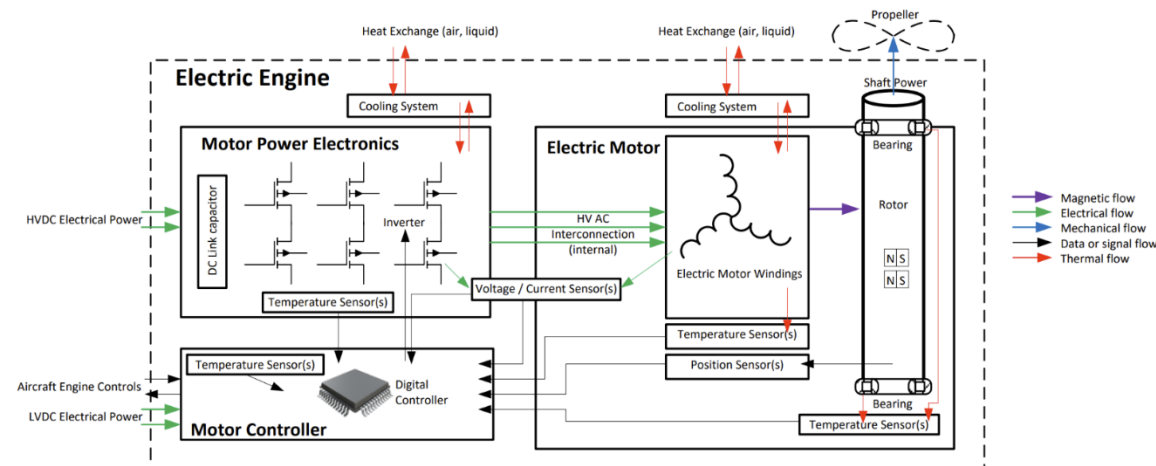 Propeller
Heat Exchange (air, liquid)
Heat Exchange (air, liquid)
Electric Engine
Shaft Power
Cooling System
Cooling System
Motor Power Electronics
Electric Motor
Bearing
DC Link capacitor
Inverter
HVDC Electrical Power
HV AC
Interconnection
(internal)
Rotor
Magnetic flow
Electrical flow
Mechanical flow
Data or signal flow
Thermal flow
N S
N S
Electric Motor Windings
Voltage / Current Sensor(s)
Temperature Sensor(s)
Temperature Sensor(s)
Position Sensor(s)
Temperature Sensor(s)
Digital
Controller
Aircraft Engine Controls
LVDC Electrical Power
Motor Controller
Bearing
Temperature Sensor(s)